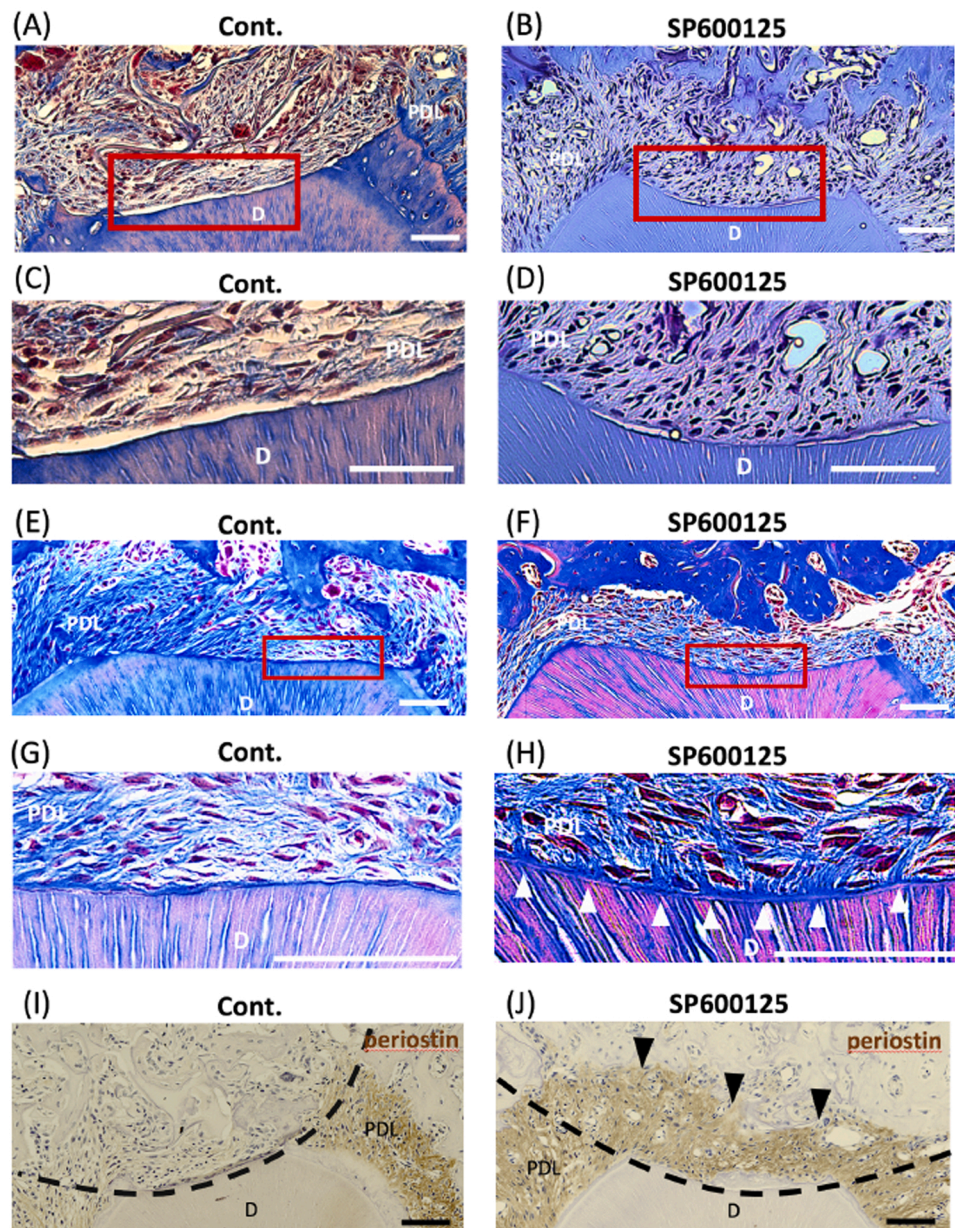 (A) Cont.
(B) SP600125
PDL
D
PDL
D
(C) Cont.
(D) SP600125
PDL
D
PDL
D
(E) Cont.
(F) SP600125
PDL
D
PDL
D
(G) Cont.
(H) SP600125
PDL
D
PDL
D
(I) Cont.
(J) SP600125
periostin
PDL
D
periostin
PDL
D